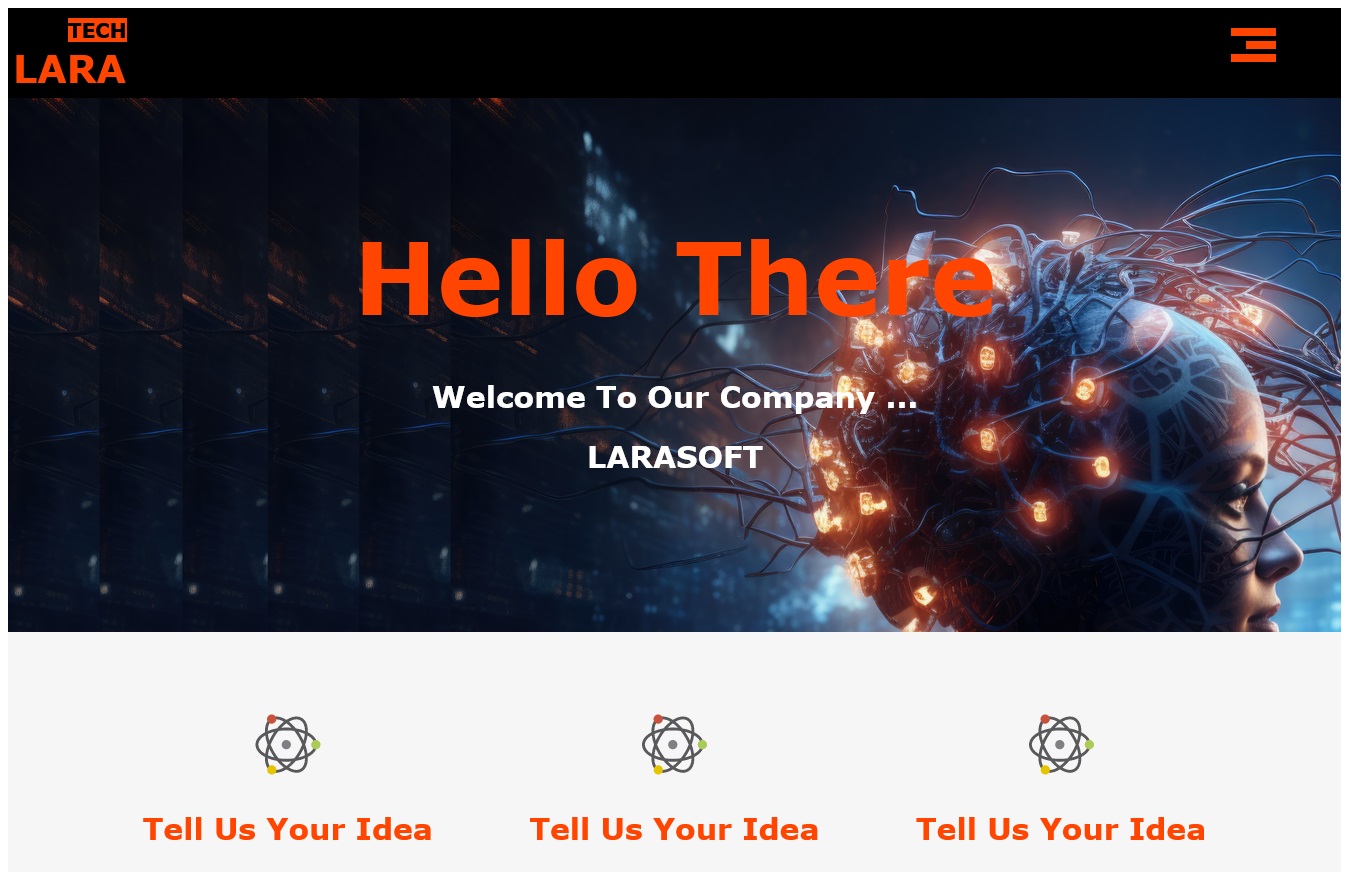 TECH
LARA
Hello There
Welcome To Our Company ...
LARASOFT
Tell Us Your Idea
Tell Us Your Idea
Tell Us Your Idea